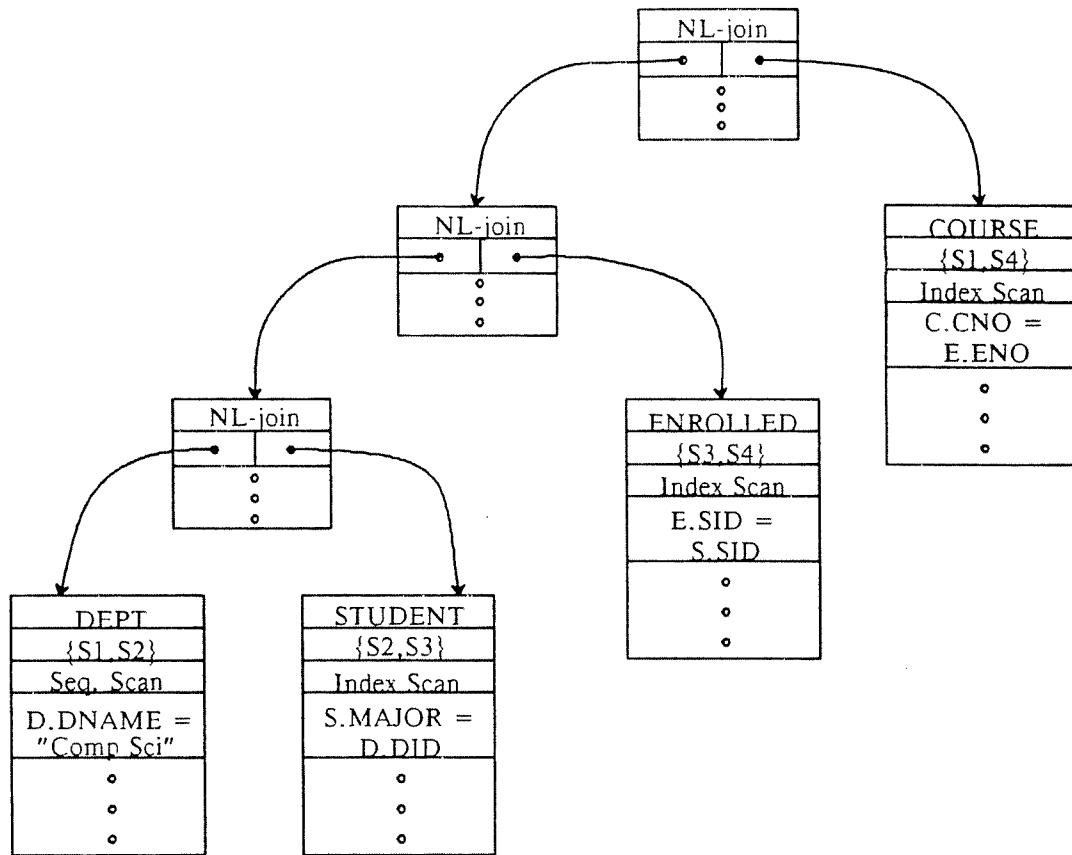 NL-join
NL-join
COURSE
{S1,S4}
Index Scan
C.CNO =
E.ENO
NL-join
ENROLLED
{S3,S4}
Index Scan
E.SID =
S.SID
DEPT
{S1,S2}
Seq. Scan
D.DNAME =
"Comp Sci"
STUDENT
{S2,S3}
Index Scan
S.MAJOR =
D.DID